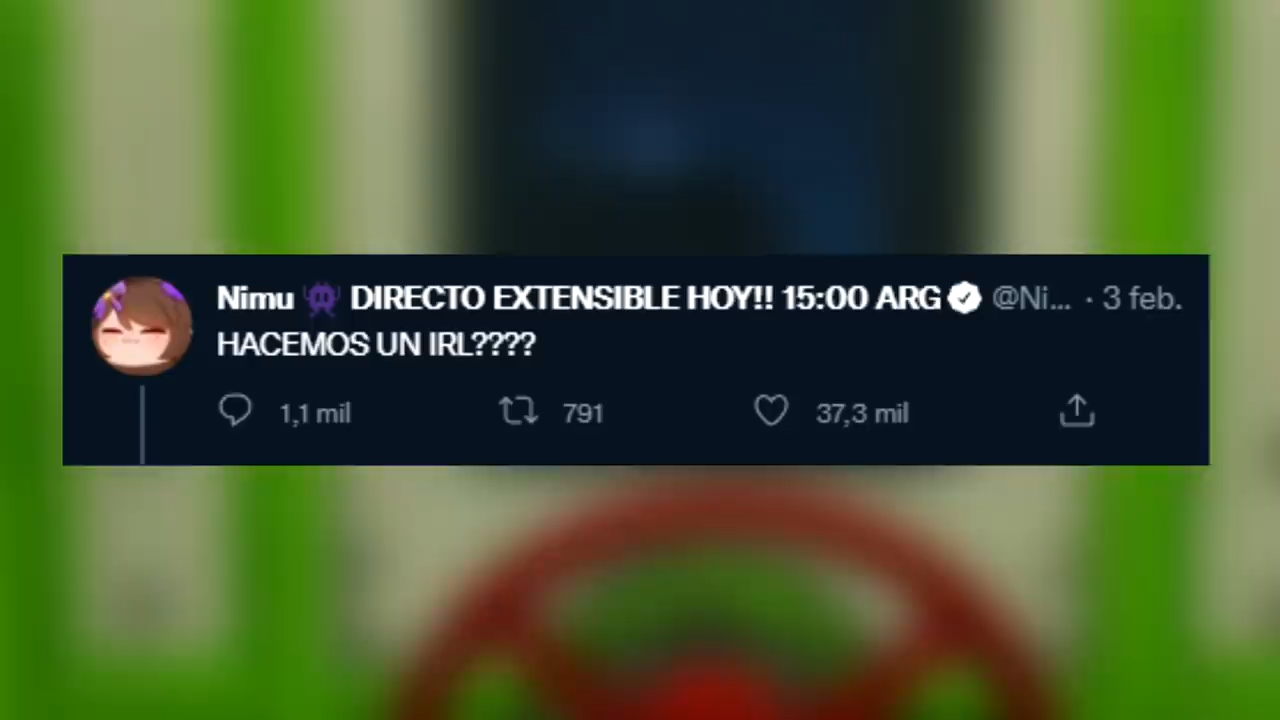 Nimu 👾 DIRECTO EXTENSIBLE HOY!! 15:00 ARG @Ni... · 3 feb.
HACEMOS UN IRL????
1,1 mil 791 37,3 mil